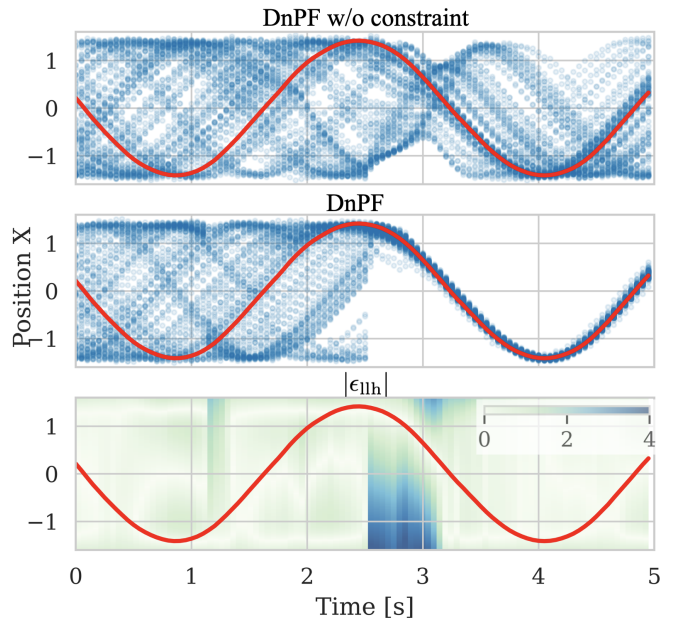 DnPF w/o constraint
1
0
−1
DnPF
1
0
1
Position X
|ϵllh|
1
0
−1
0 2 4
0 1 2 3 4 5
Time [s]